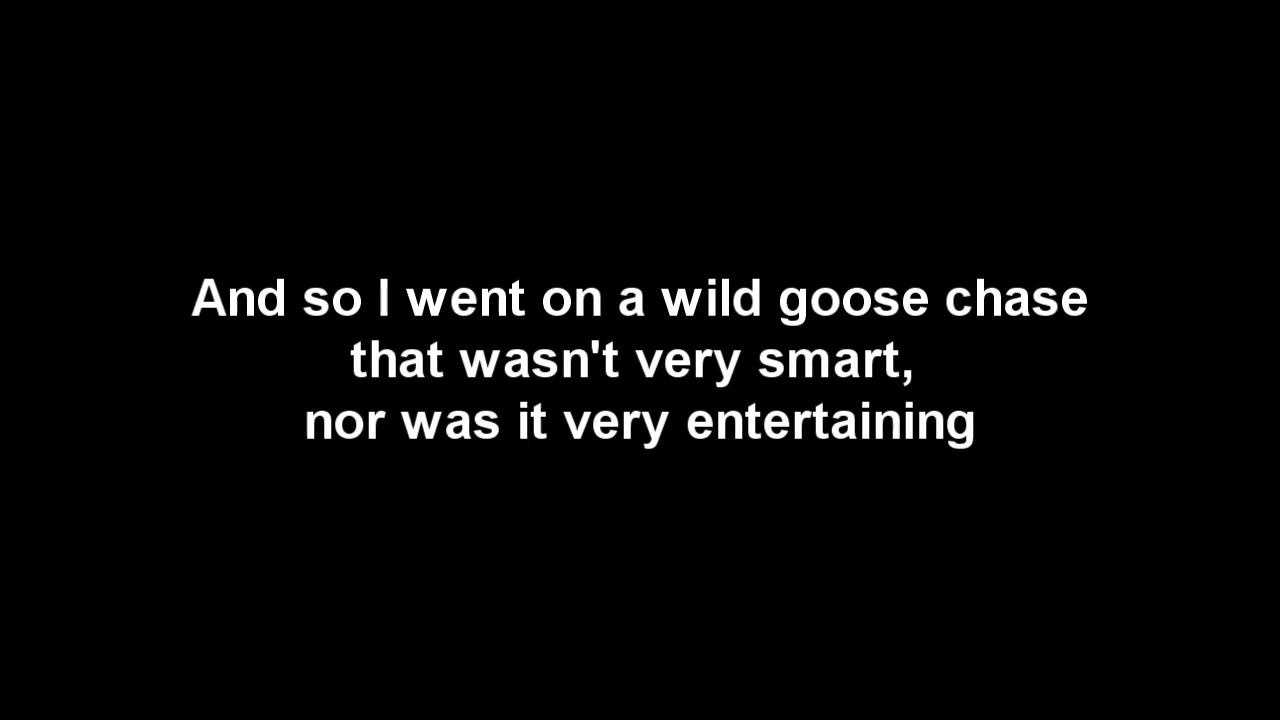 And so I went on a wild goose chase
that wasn't very smart,
nor was it very entertaining